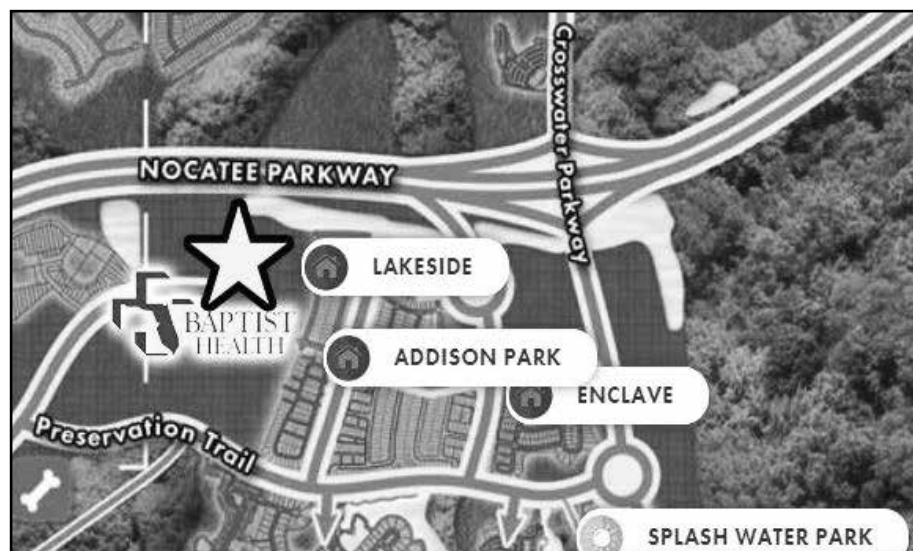 Crosswater Parkway
NOCATEE PARKWAY
LAKESIDE
BAPTIST
HEALTH
ADDISON PARK
ENCLAVE
Preservation Trail
SPLASH WATER PARK